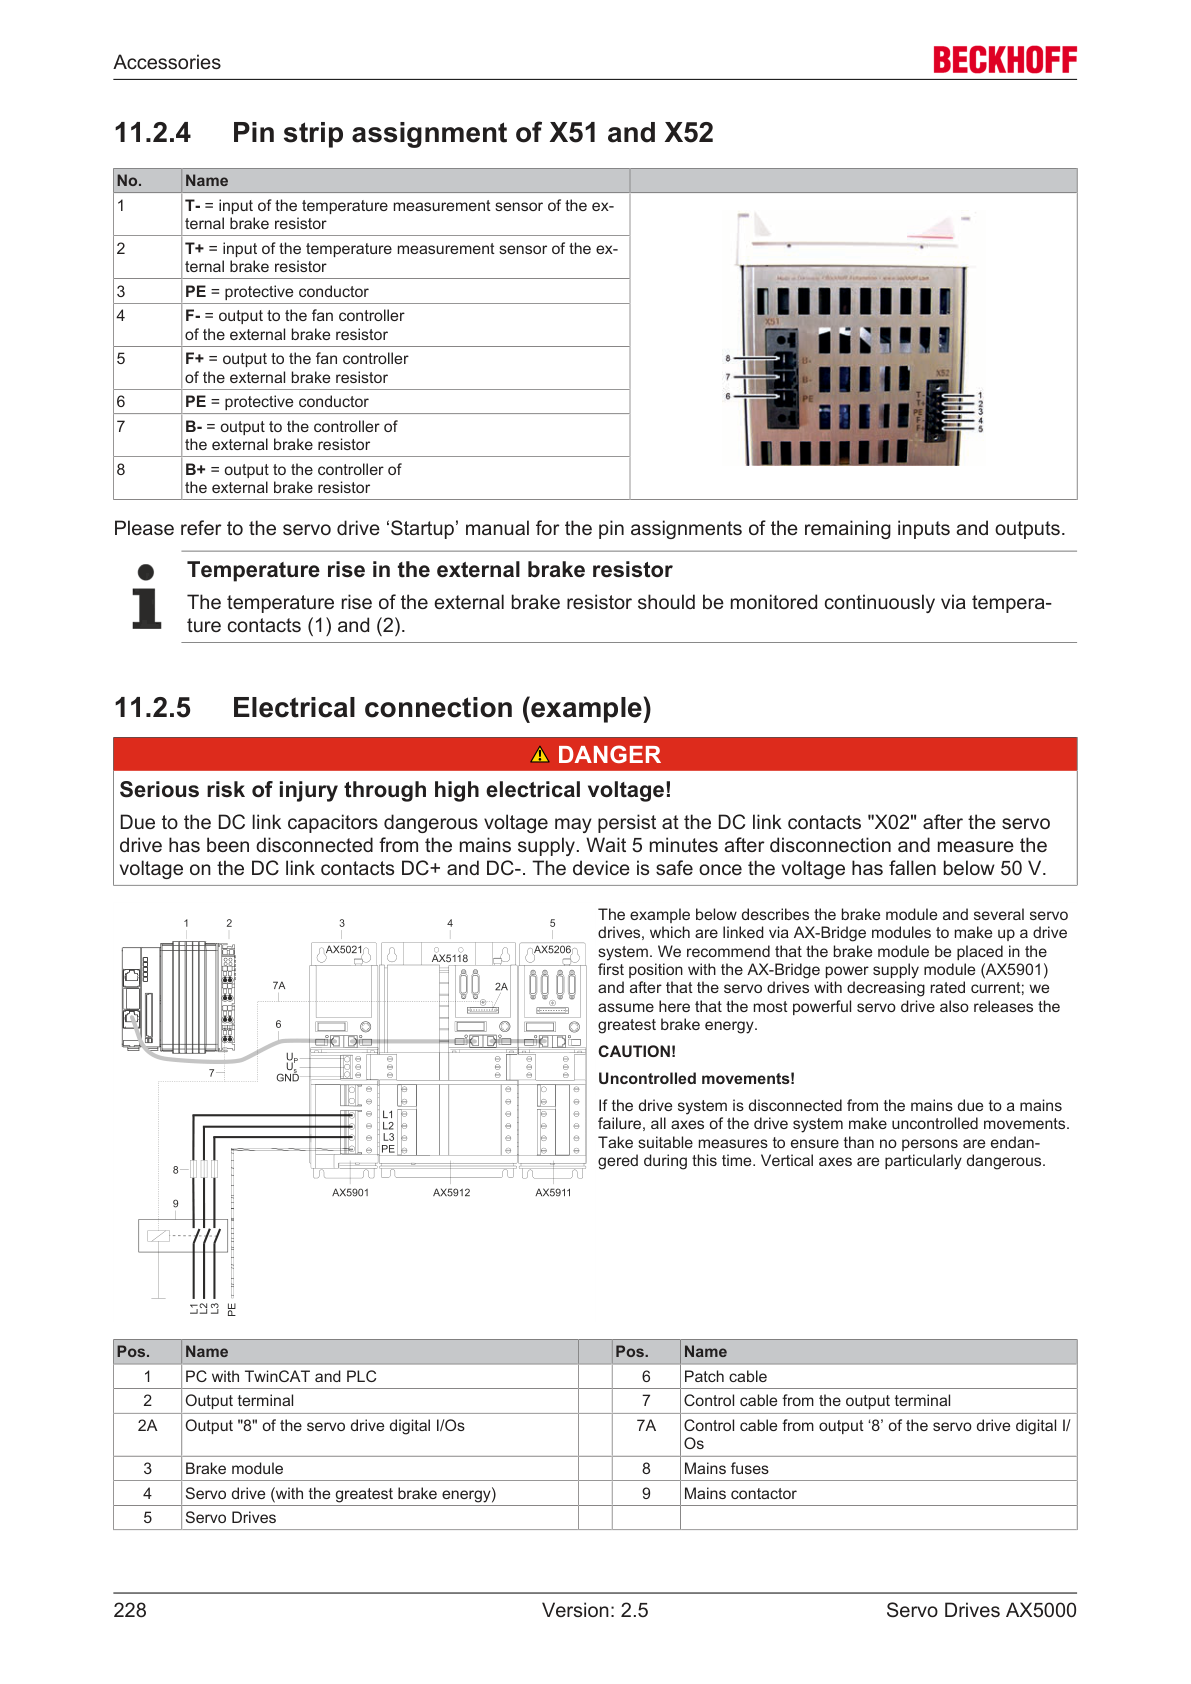 Accessories
BECKHOFF
11.2.4 Pin strip assignment of X51 and X52
No. Name
1 T- = input of the temperature measurement sensor of the ex-
ternal brake resistor
2 T+ = input of the temperature measurement sensor of the ex-
ternal brake resistor
3 PE = protective conductor
4 F- = output to the fan controller
of the external brake resistor
5 F+ = output to the fan controller
of the external brake resistor
6 PE = protective conductor
7 B- = output to the controller of
the external brake resistor
8 B+ = output to the controller of
the external brake resistor
X51
8 B-
7 B-
6 PE
X52
T- 1
T+ 2
PE 3
F- 4
F+ 5
Please refer to the servo drive ‘Startup’ manual for the pin assignments of the remaining inputs and outputs.
Temperature rise in the external brake resistor
The temperature rise of the external brake resistor should be monitored continuously via tempera-
ture contacts (1) and (2).
11.2.5 Electrical connection (example)
DANGER
Serious risk of injury through high electrical voltage!
Due to the DC link capacitors dangerous voltage may persist at the DC link contacts "X02" after the servo
drive has been disconnected from the mains supply. Wait 5 minutes after disconnection and measure the
voltage on the DC link contacts DC+ and DC-. The device is safe once the voltage has fallen below 50 V.
1 2 3 4 5
AX5021 AX5118 AX5206
7A 2A
6
UP
Us
GND
7
L1
L2
L3
PE
8
AX5901 AX5912 AX5911
9
L1 L2 L3 PE
The example below describes the brake module and several servo
drives, which are linked via AX-Bridge modules to make up a drive
system. We recommend that the brake module be placed in the
first position with the AX-Bridge power supply module (AX5901)
and after that the servo drives with decreasing rated current; we
assume here that the most powerful servo drive also releases the
greatest brake energy.
CAUTION!
Uncontrolled movements!
If the drive system is disconnected from the mains due to a mains
failure, all axes of the drive system make uncontrolled movements.
Take suitable measures to ensure than no persons are endan-
gered during this time. Vertical axes are particularly dangerous.
Pos. Name Pos. Name
1 PC with TwinCAT and PLC 6 Patch cable
2 Output terminal 7 Control cable from the output terminal
2A Output "8" of the servo drive digital I/Os 7A Control cable from output ‘8’ of the servo drive digital I/
Os
3 Brake module 8 Mains fuses
4 Servo drive (with the greatest brake energy) 9 Mains contactor
5 Servo Drives
228 Version: 2.5 Servo Drives AX5000